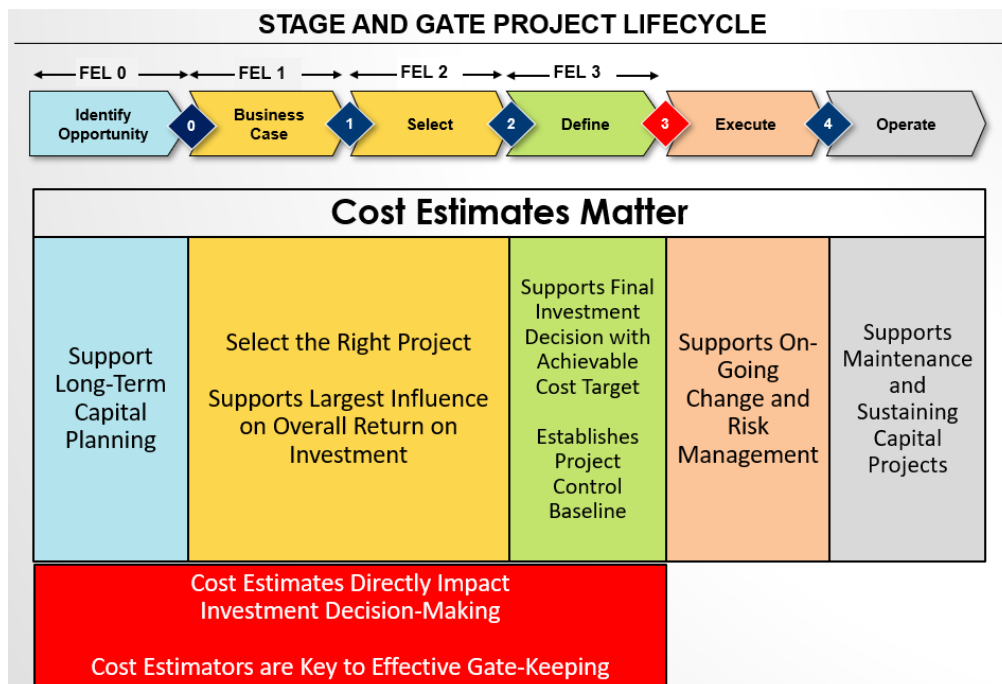 STAGE AND GATE PROJECT LIFECYCLE
FEL 0
FEL 1
FEL 2
FEL 3
Identify
Opportunity
0
Business
Case
1
Select
2
Define
3
Execute
4
Operate
Cost Estimates Matter
Support
Long-Term
Capital
Planning
Select the Right Project
Supports Largest Influence
on Overall Return on
Investment
Supports Final
Investment
Decision with
Achievable
Cost Target
Establishes
Project
Control
Baseline
Supports On-
Going
Change and
Risk
Management
Supports
Maintenance
and
Sustaining
Capital
Projects
Cost Estimates Directly Impact
Investment Decision-Making
Cost Estimators are Key to Effective Gate-Keeping